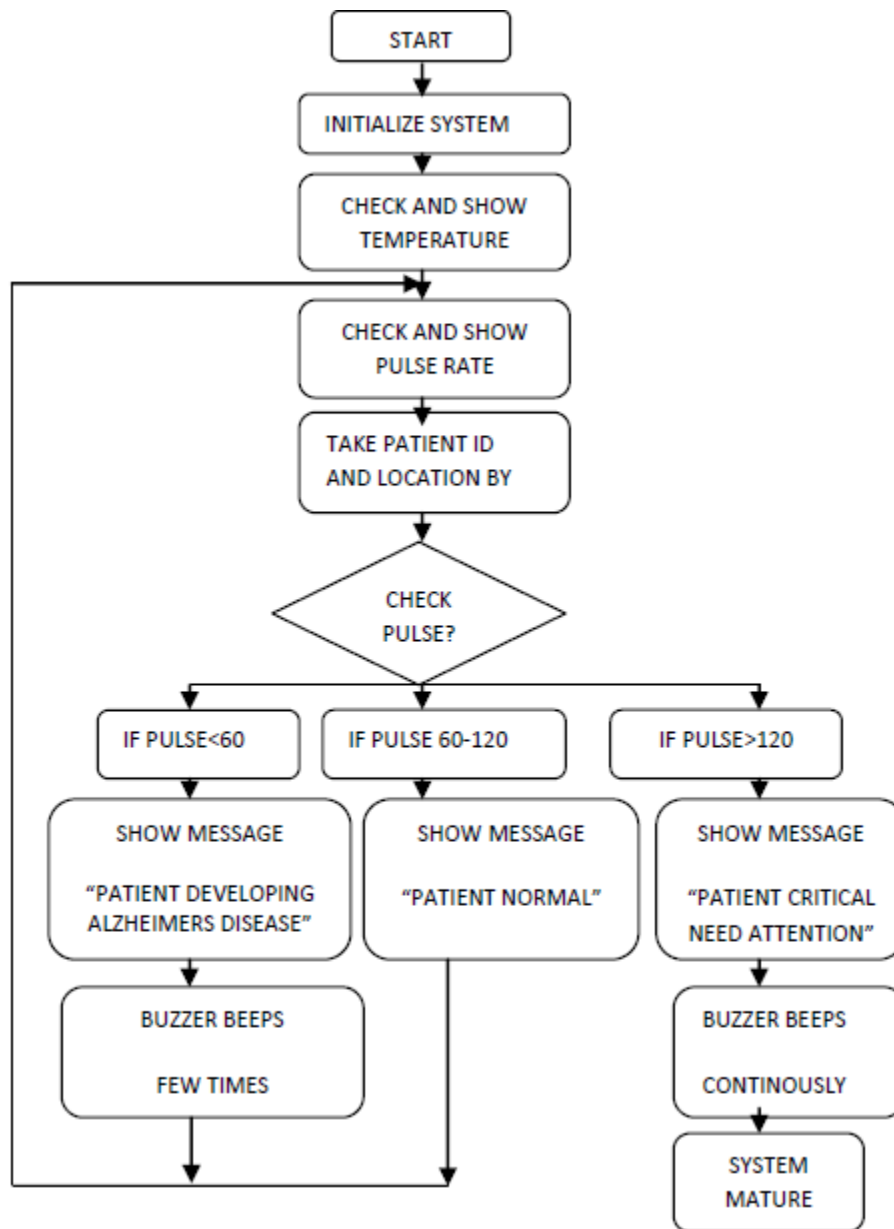 START
INITIALIZE SYSTEM
CHECK AND SHOW
TEMPERATURE
CHECK AND SHOW
PULSE RATE
TAKE PATIENT ID
AND LOCATION BY
CHECK
PULSE?
IF PULSE<60
IF PULSE 60-120
IF PULSE>120
SHOW MESSAGE
“PATIENT DEVELOPING
ALZHEIMERS DISEASE”
SHOW MESSAGE
“PATIENT NORMAL”
SHOW MESSAGE
“PATIENT CRITICAL
NEED ATTENTION”
BUZZER BEEPS
FEW TIMES
BUZZER BEEPS
CONTINOUSLY
SYSTEM
MATURE